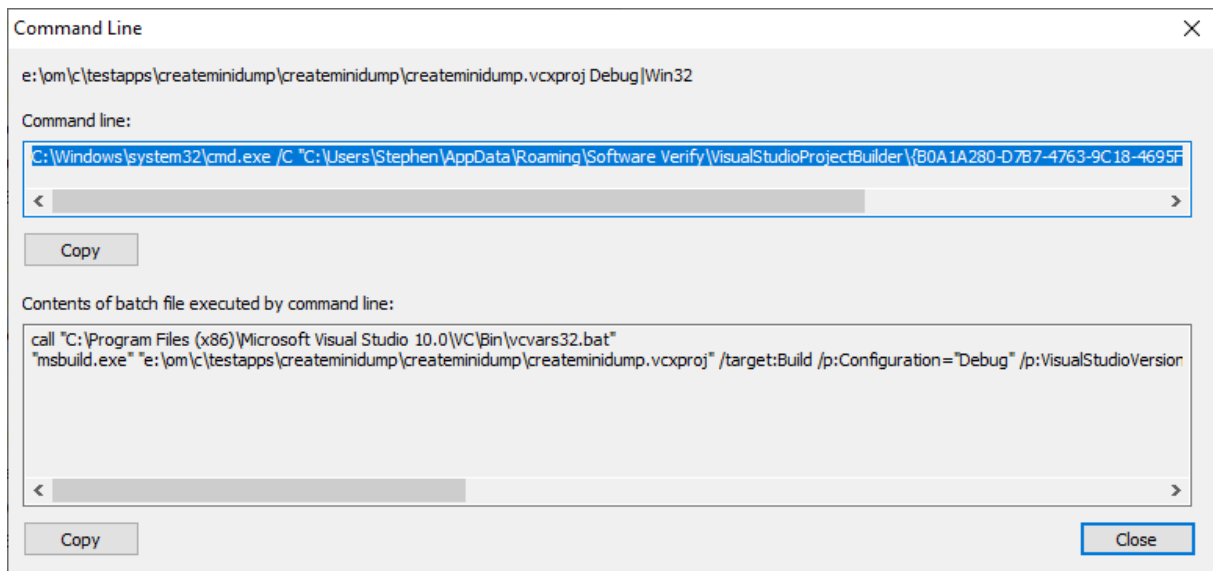 Command Line
e:\om\c\testapps\createminidump\createminidump\createminidump.vcxproj Debug|Win32
Command line:
C:\Windows\system32\cmd.exe /C "C:\Users\Stephen\AppData\Roaming\Software Verify\VisualStudioProjectBuilder\{B0A1A280-D7B7-4763-9C18-4695F
Copy
Contents of batch file executed by command line:
call "C:\Program Files (x86)\Microsoft Visual Studio 10.0\VC\Bin\vcvars32.bat"
"msbuild.exe" "e:\om\c\testapps\createminidump\createminidump\createminidump.vcxproj" /target:Build /p:Configuration="Debug" /p:VisualStudioVersion
Copy
Close